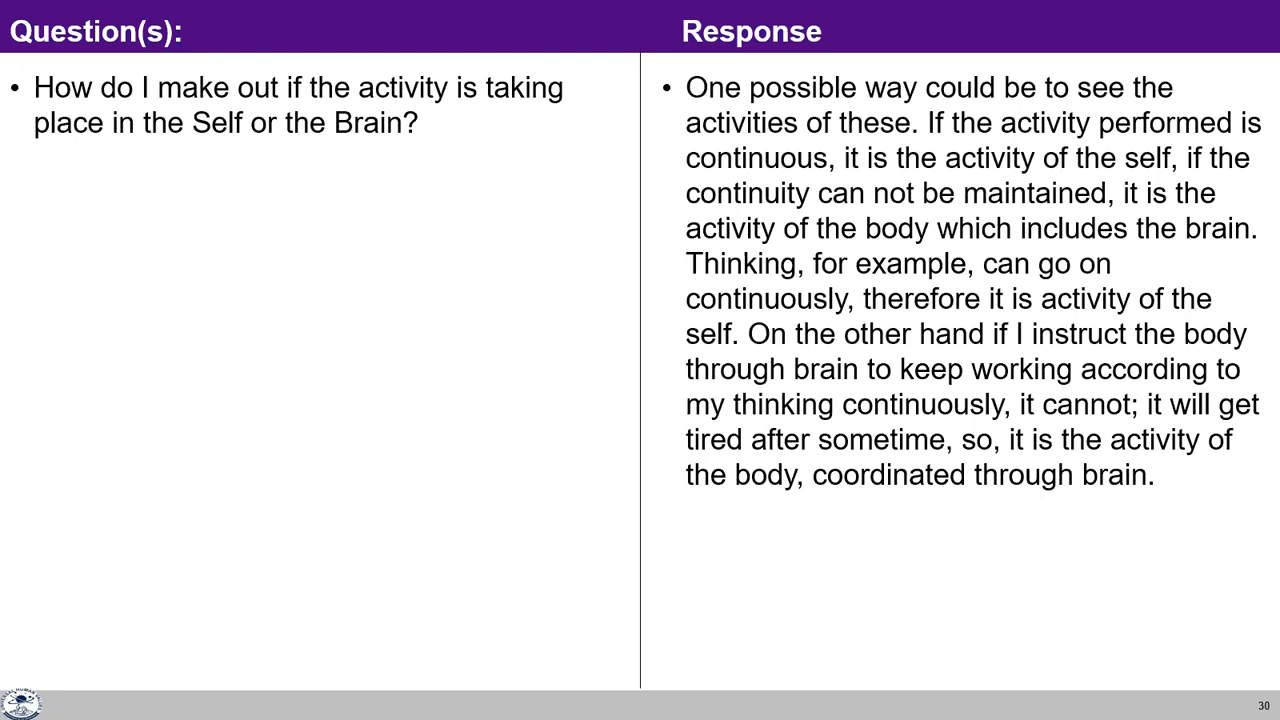 Question(s):
Response
• How do I make out if the activity is taking
place in the Self or the Brain?
• One possible way could be to see the
activities of these. If the activity performed is
continuous, it is the activity of the self, if the
continuity can not be maintained, it is the
activity of the body which includes the brain.
Thinking, for example, can go on
continuously, therefore it is activity of the
self. On the other hand if I instruct the body
through brain to keep working according to
my thinking continuously, it cannot; it will get
tired after sometime, so, it is the activity of
the body, coordinated through brain.
30